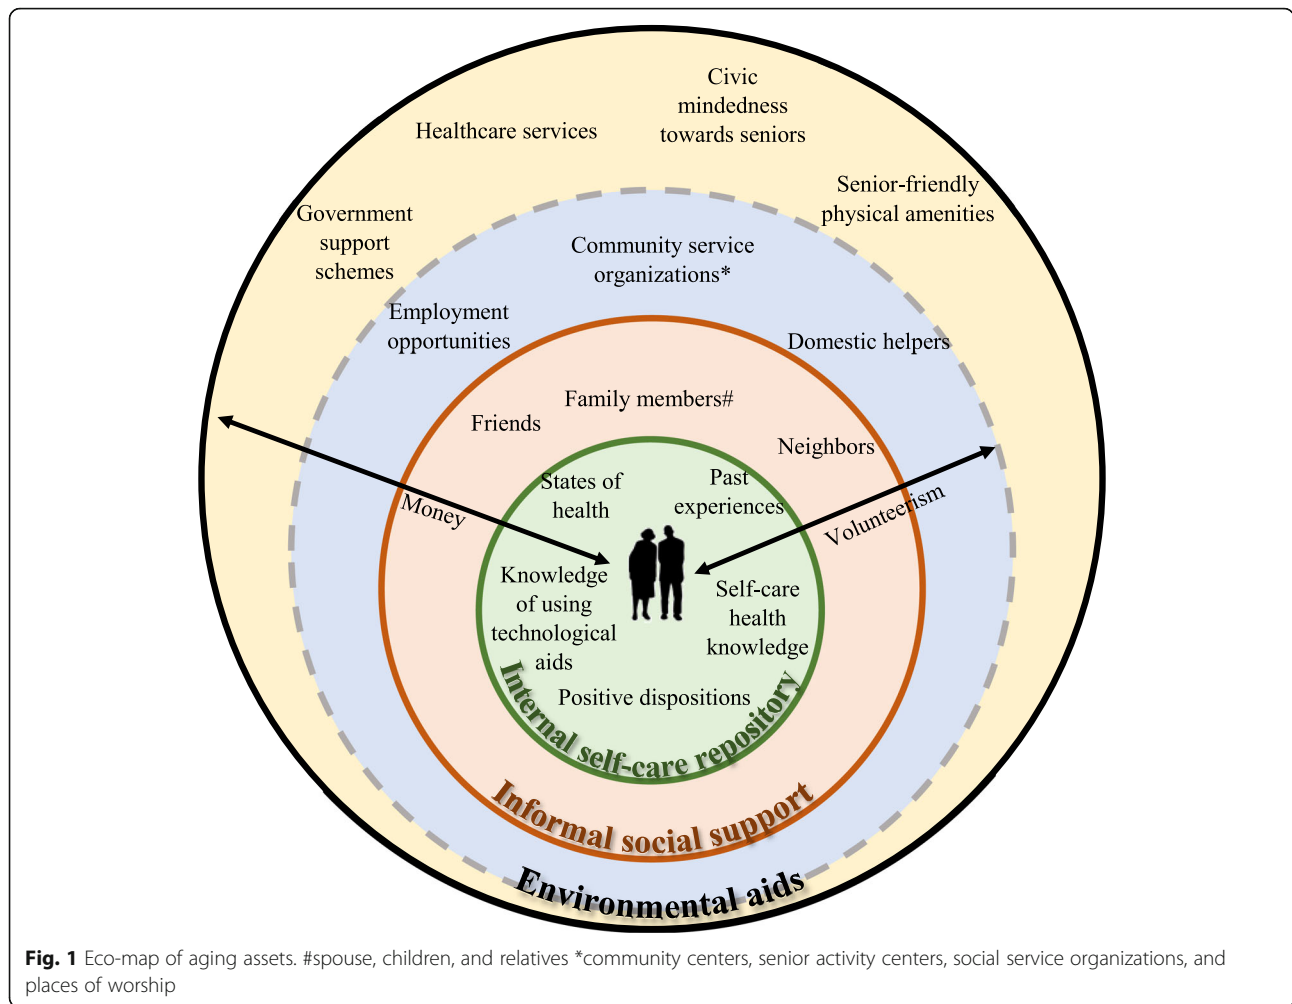 Civic
mindedness
towards seniors
Healthcare services
Senior-friendly
physical amenities
Government
support
schemes
Community service
organizations*
Employment
opportunities
Domestic helpers
Family members#
Friends
Neighbors
States of
health
Past
experiences
Money
Volunteerism
Knowledge
of using
technological
aids
Self-care
health
knowledge
Positive dispositions
Internal self-care repository
Informal social support
Environmental aids
Fig. 1 Eco-map of aging assets. #spouse, children, and relatives *community centers, senior activity centers, social service organizations, and
places of worship